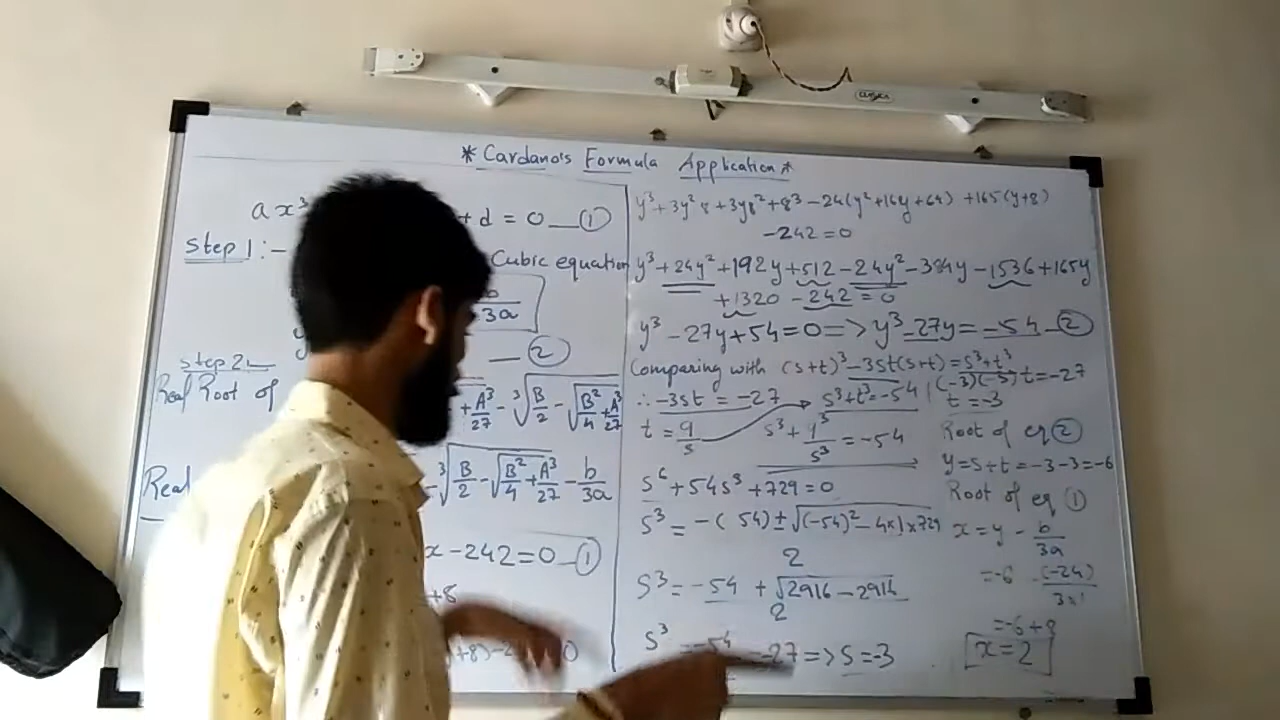 * Cardano's Formula Application *
ax³ + d = 0 — ①
Step 1:-
Cubic equation
b
3a
— ②
Step 2:-
Real Root of
+ A³/27 - ∛(B/2 - √(B²/4 + A³/27
Real
- ∛(B/2 - √(B²/4 + A³/27 - b/3a
x - 242 = 0 — ①
+8
y³ + 3y²8 + 3y8² + 8³ - 24(y² + 16y + 64) + 165(y+8)
-242 = 0
y³ + 24y² + 192y + 512 - 24y² - 384y - 1536 + 165y
+ 1320 - 242 = 0
y³ - 27y + 54 = 0 => y³ - 27y = -54 — ②
Comparing with (s+t)³ - 3st(s+t) = s³ + t³
∴ -3st = -27 → s³ + t³ = -54
t = 9/s
s³ + 9³/s³ = -54
s⁶ + 54s³ + 729 = 0
s³ = -(54) ± √((-54)² - 4×1×729
2
s³ = -54 + √2916 - 2916
2
s³ = -54 = -27 => s = -3
(-3)(-3)t = -27
t = -3
Root of eq ②
y = s + t = -3 - 3 = -6
Root of eq ①
x = y - b/3a
= -6 - (-24)/3×1
= -6 + 8
x = 2